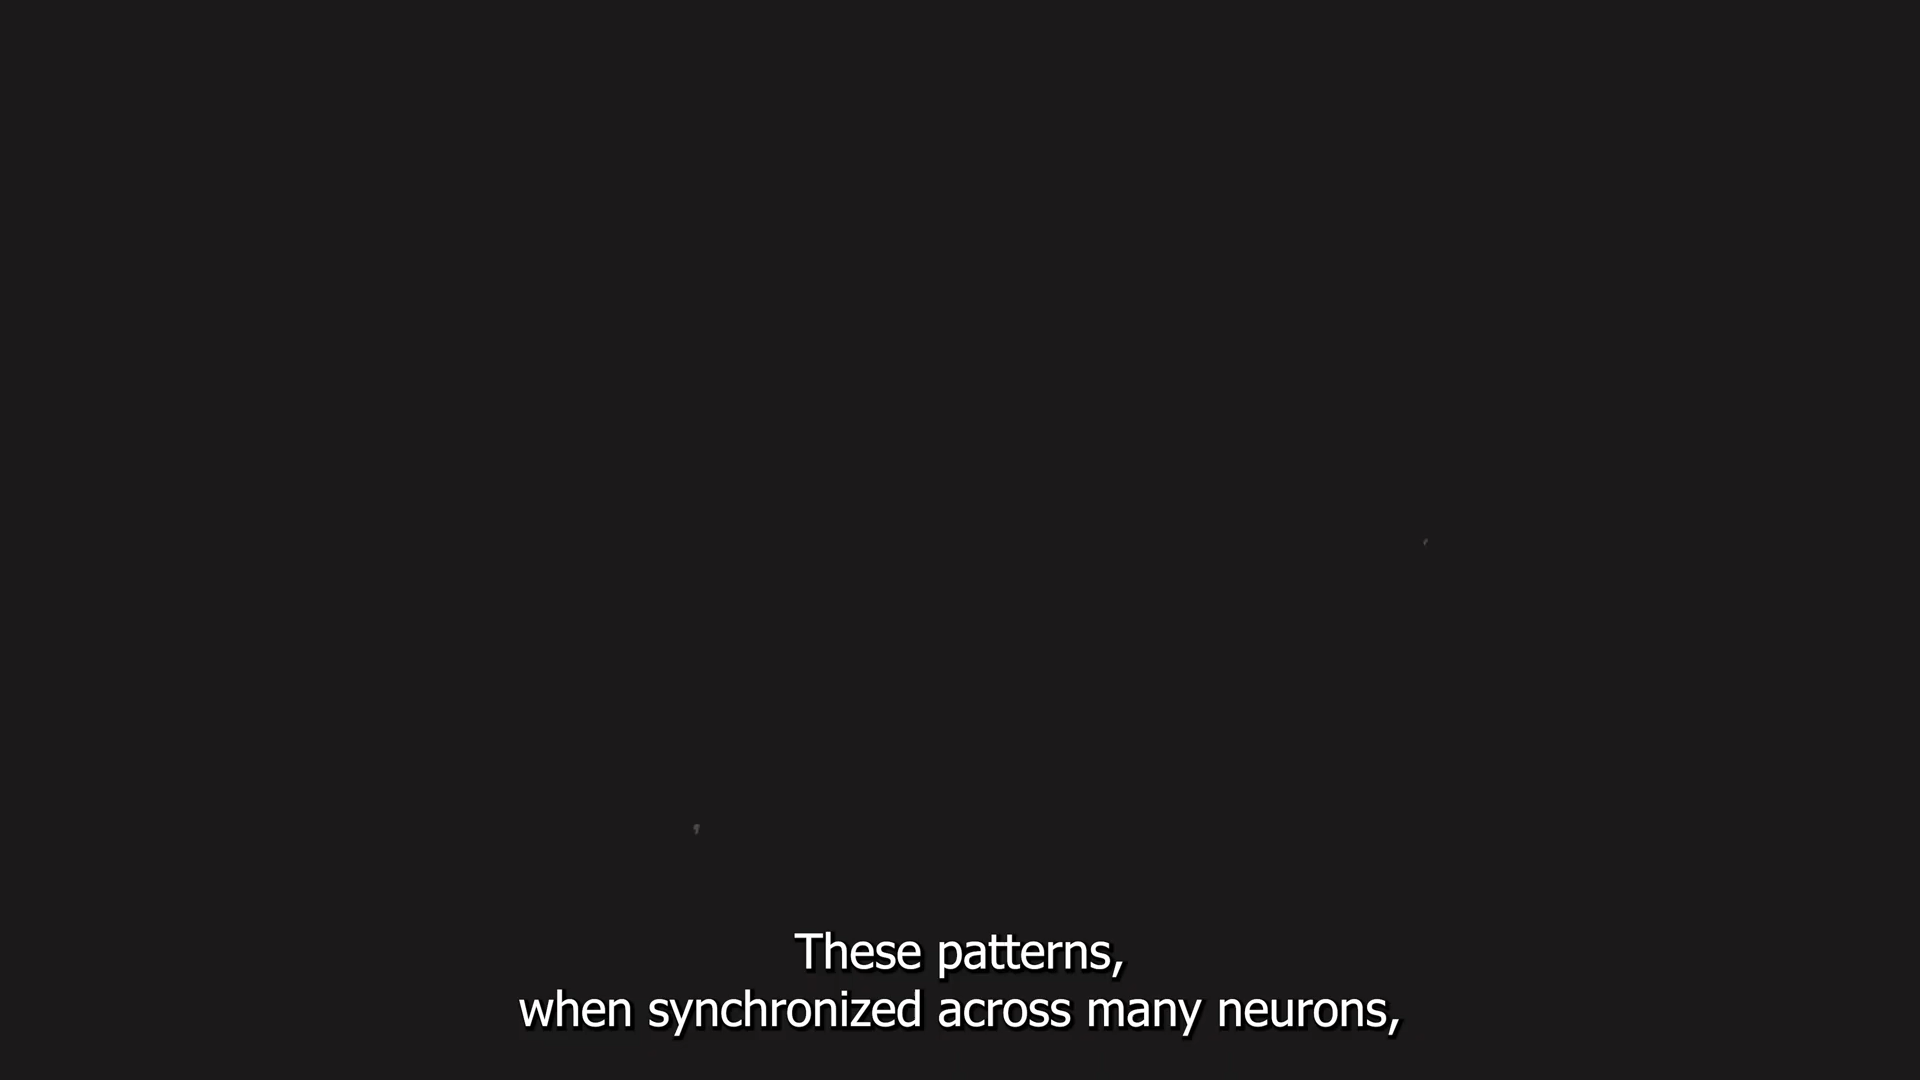 These patterns,
when synchronized across many neurons,